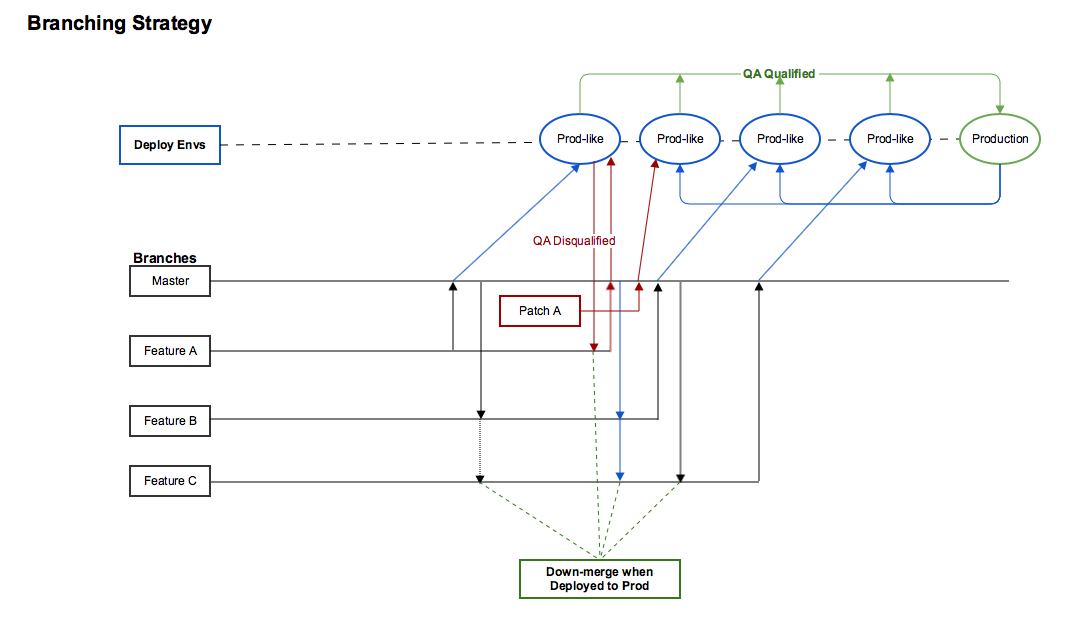 Branching Strategy
QA Qualified
Deploy Envs
Prod-like
Prod-like
Prod-like
Prod-like
Production
QA Disqualified
Branches
Master
Patch A
Feature A
Feature B
Feature C
Down-merge when
Deployed to Prod